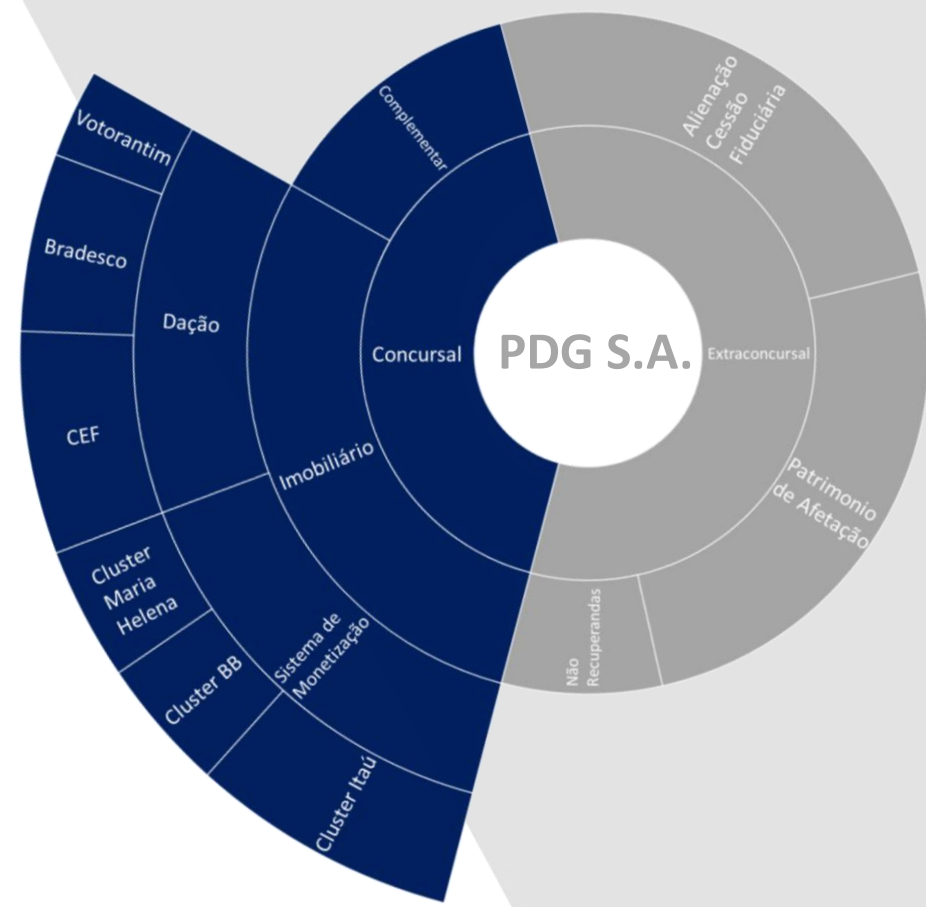 PDG S.A.
Concursal
Complementar
Imobiliário
Dação
Votorantim
Bradesco
CEF
Sistema de
Monetização
Cluster
Maria
Helena
Cluster BB
Cluster Itaú
Extraconcursal
Alienação
Cessão
Fiduciária
Patrimonio
de Afetação
Não
Recuperandas